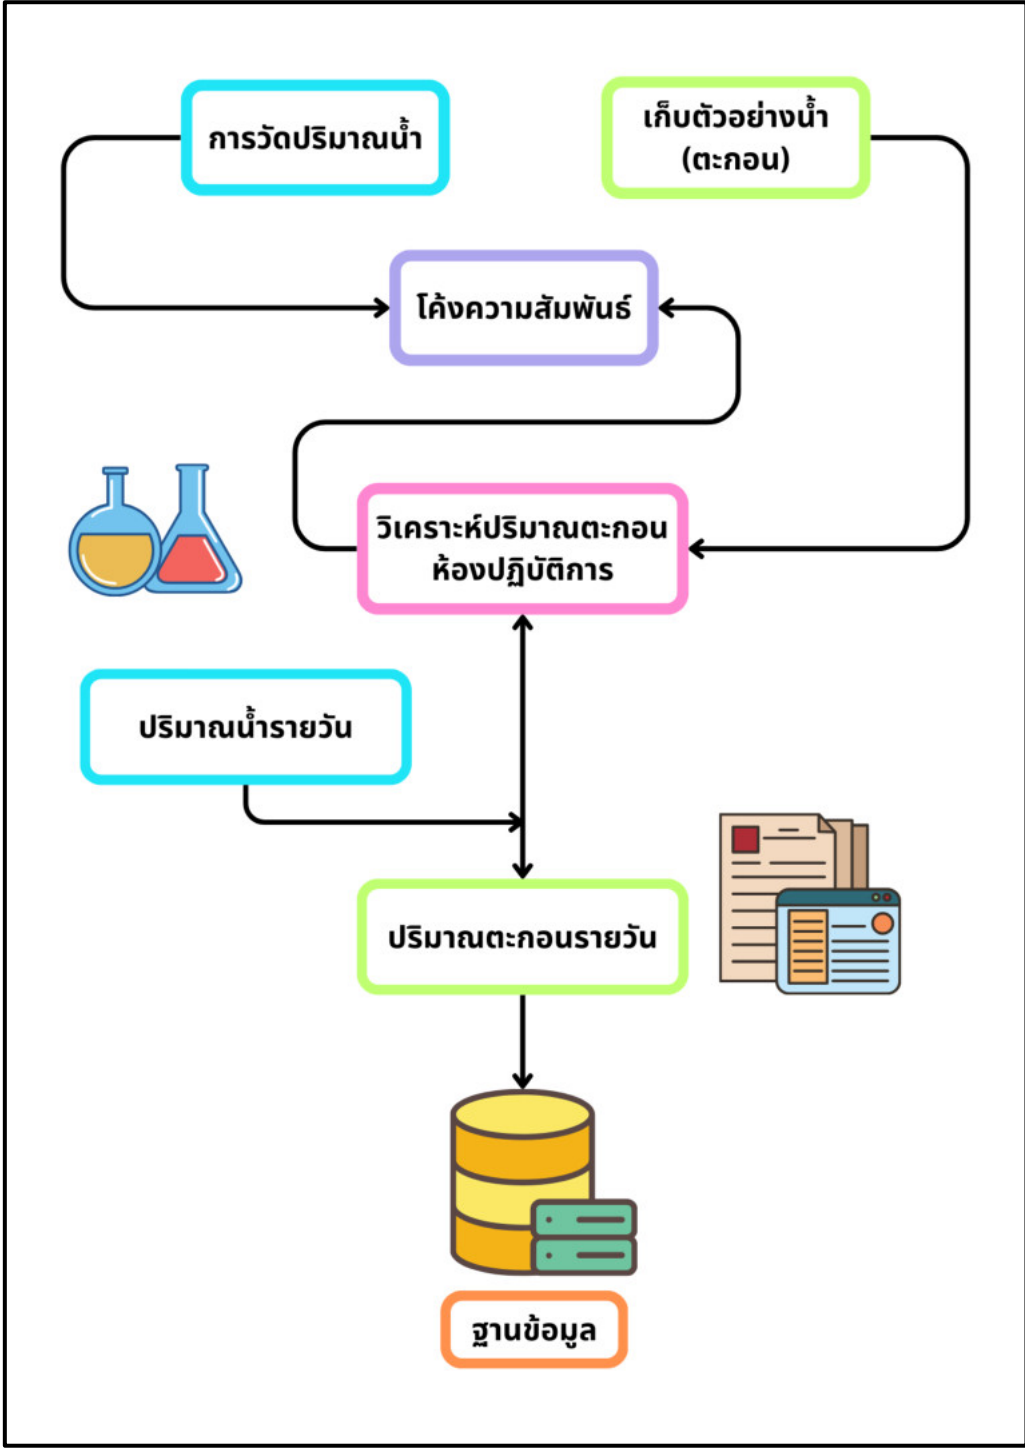 การวัดปริมาณน้ำ
เก็บตัวอย่างน้ำ
(ตะกอน)
โค้งความสัมพันธ์
วิเคราะห์ปริมาณตะกอน
ห้องปฏิบัติการ
ปริมาณน้ำรายวัน
ปริมาณตะกอนรายวัน
ฐานข้อมูล